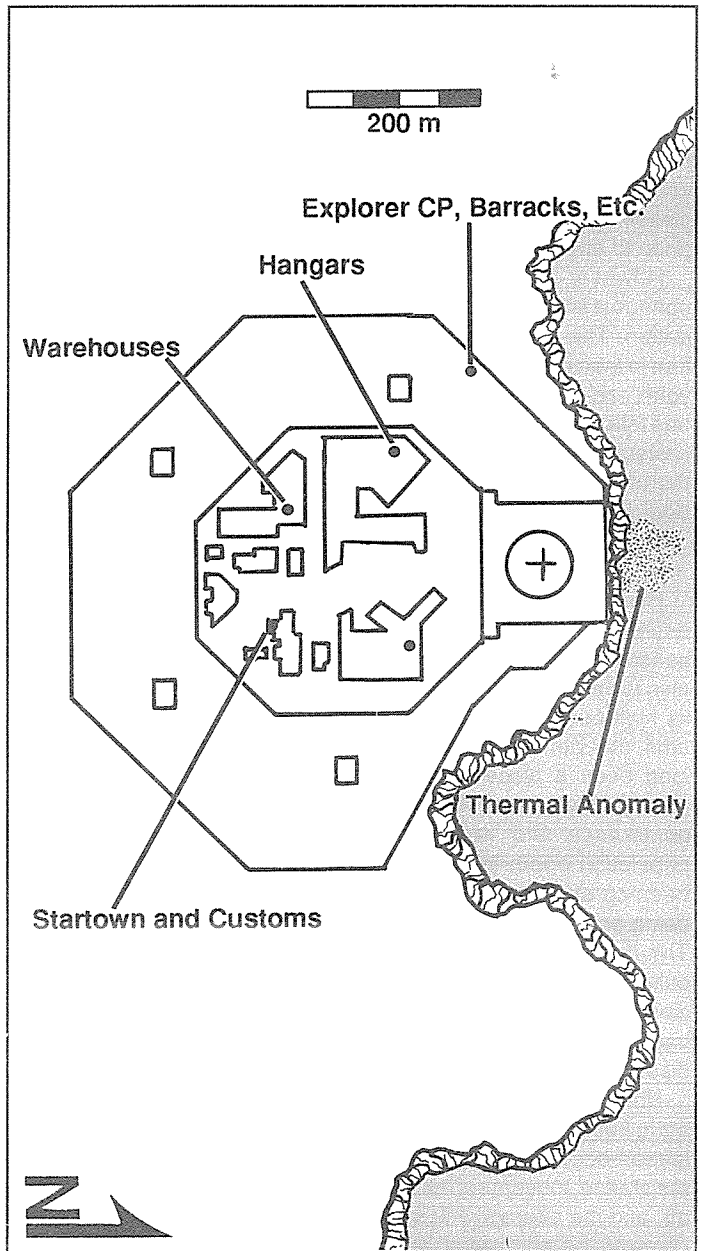 200 m
Explorer CP, Barracks, Etc.
Hangars
Warehouses
Thermal Anomaly
Startown and Customs
N